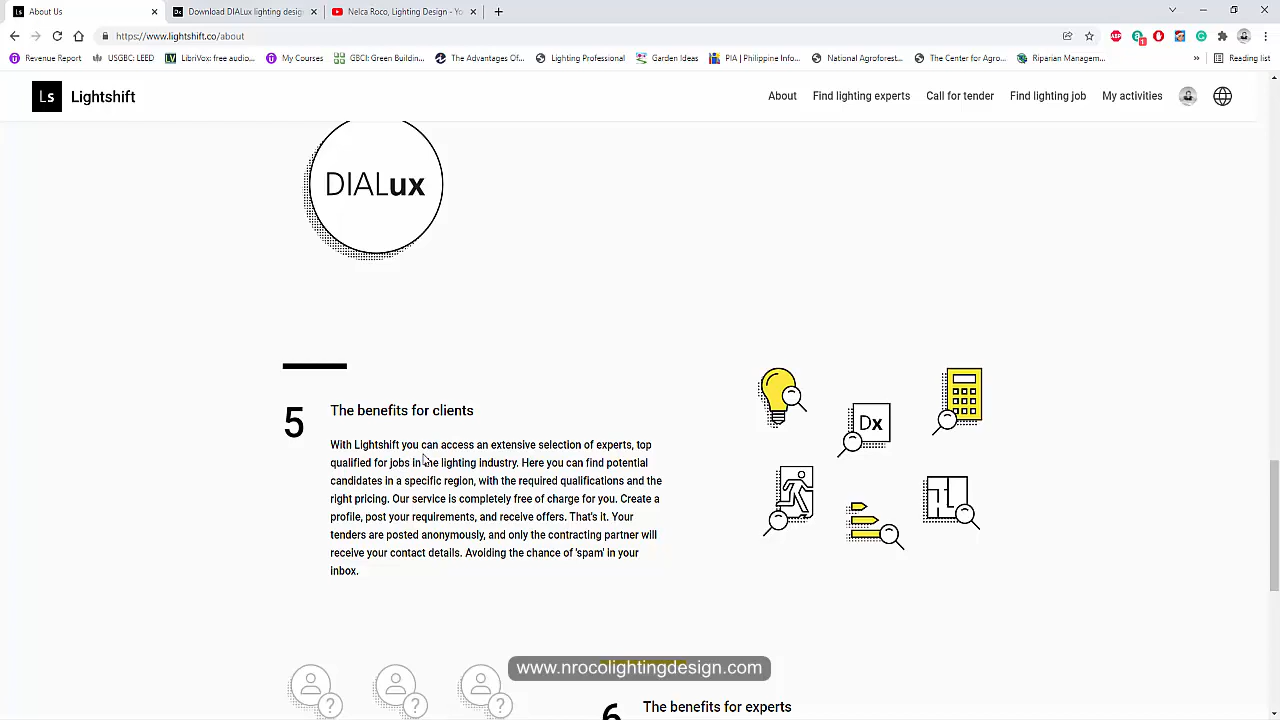 About Us
Download DIALux lighting desig
Nelca Roco, Lighting Design - Yo
https://www.lightshift.co/about
Revenue Report
USGBC: LEED
LibriVox: free audio...
My Courses
GBCI: Green Buildin...
The Advantages Of...
Lighting Professional
Garden Ideas
PIA | Philippine Info...
National Agroforest...
The Center for Agro...
Riparian Managem...
»
Reading list
Ls Lightshift
About
Find lighting experts
Call for tender
Find lighting job
My activities
DIALux
5
The benefits for clients
With Lightshift you can access an extensive selection of experts, top
qualified for jobs in the lighting industry. Here you can find potential
candidates in a specific region, with the required qualifications and the
right pricing. Our service is completely free of charge for you. Create a
profile, post your requirements, and receive offers. That's it. Your
tenders are posted anonymously, and only the contracting partner will
receive your contact details. Avoiding the chance of 'spam' in your
inbox.
Dx
? ? ?
www.nrocolightingdesign.com
6
The benefits for experts